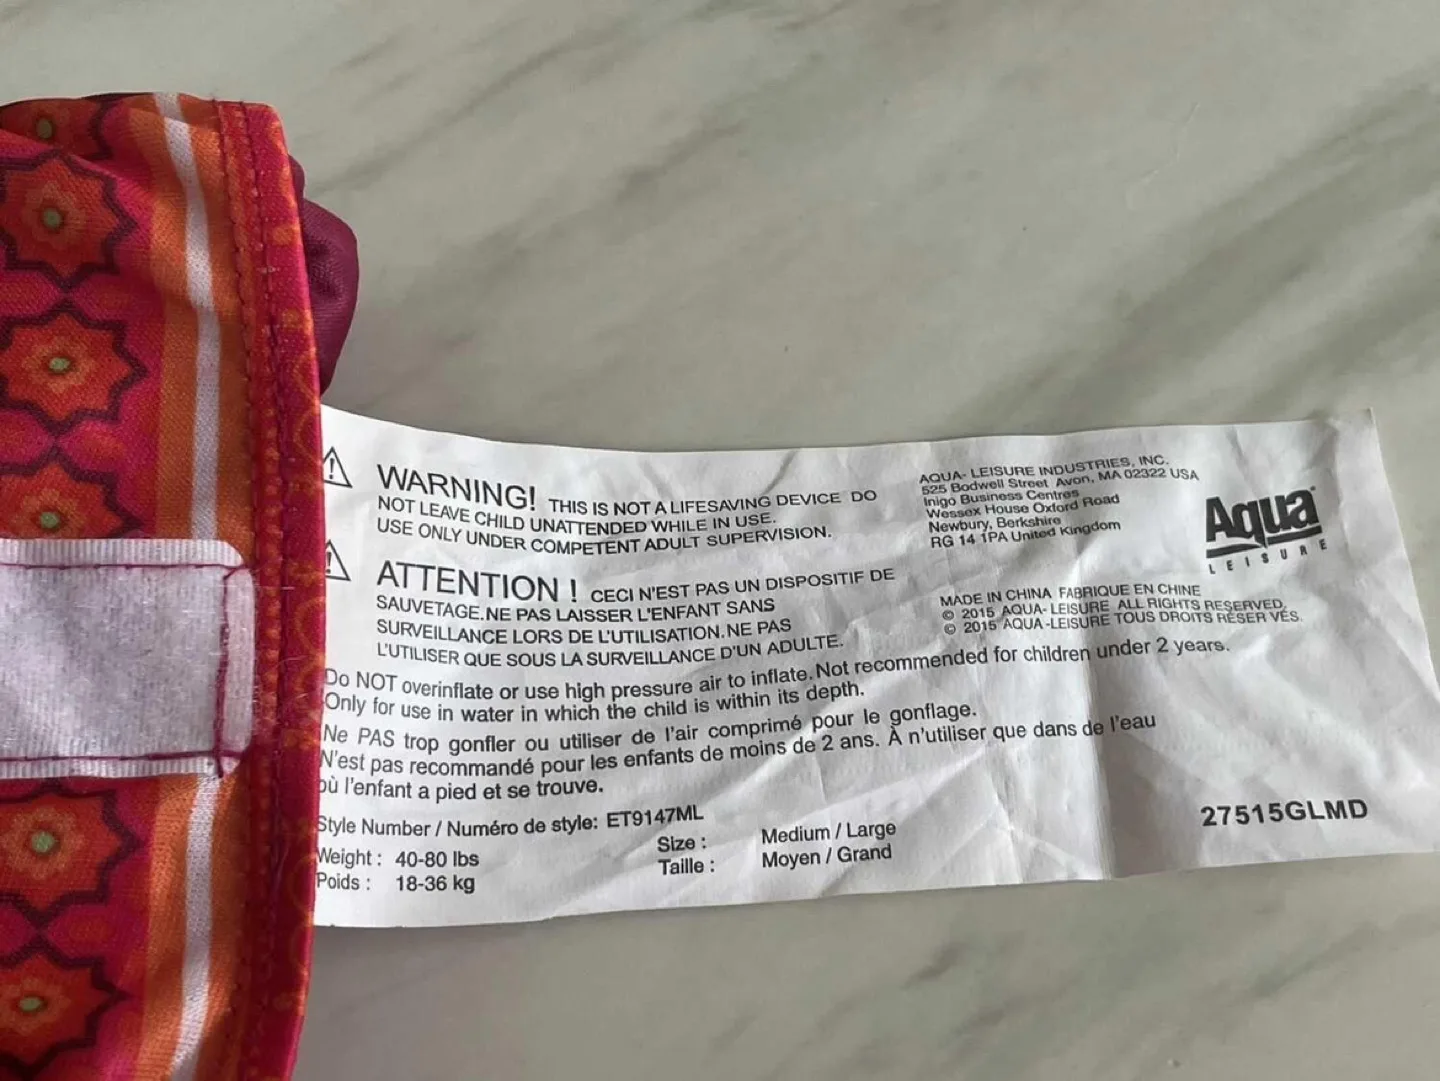 WARNING! THIS IS NOT A LIFESAVING DEVICE DO
NOT LEAVE CHILD UNATTENDED WHILE IN USE.
USE ONLY UNDER COMPETENT ADULT SUPERVISION.
ATTENTION ! CECI N'EST PAS UN DISPOSITIF DE
SAUVETAGE.NE PAS LAISSER L'ENFANT SANS
SURVEILLANCE LORS DE L'UTILISATION.NE PAS
L'UTILISER QUE SOUS LA SURVEILLANCE D'UN ADULTE.
AQUA- LEISURE INDUSTRIES, INC.
525 Bodwell Street Avon, MA 02322 USA
Inigo Business Centres
Wessex House Oxford Road
Newbury, Berkshire
RG 14 1PA United Kingdom
Aqua
LEISURE
MADE IN CHINA FABRIQUE EN CHINE
© 2015 AQUA- LEISURE ALL RIGHTS RESERVED.
© 2015 AQUA -LEISURE TOUS DROITS RÉSER VÉS.
Do NOT overinflate or use high pressure air to inflate. Not recommended for children under 2 years.
Only for use in water in which the child is within its depth.
Ne PAS trop gonfler ou utiliser de l'air comprimé pour le gonflage.
N'est pas recommandé pour les enfants de moins de 2 ans. À n'utiliser que dans de l'eau
où l'enfant a pied et se trouve.
Style Number / Numéro de style: ET9147ML
Weight : 40-80 lbs
Poids : 18-36 kg
Size : Medium / Large
Taille : Moyen / Grand
27515GLMD